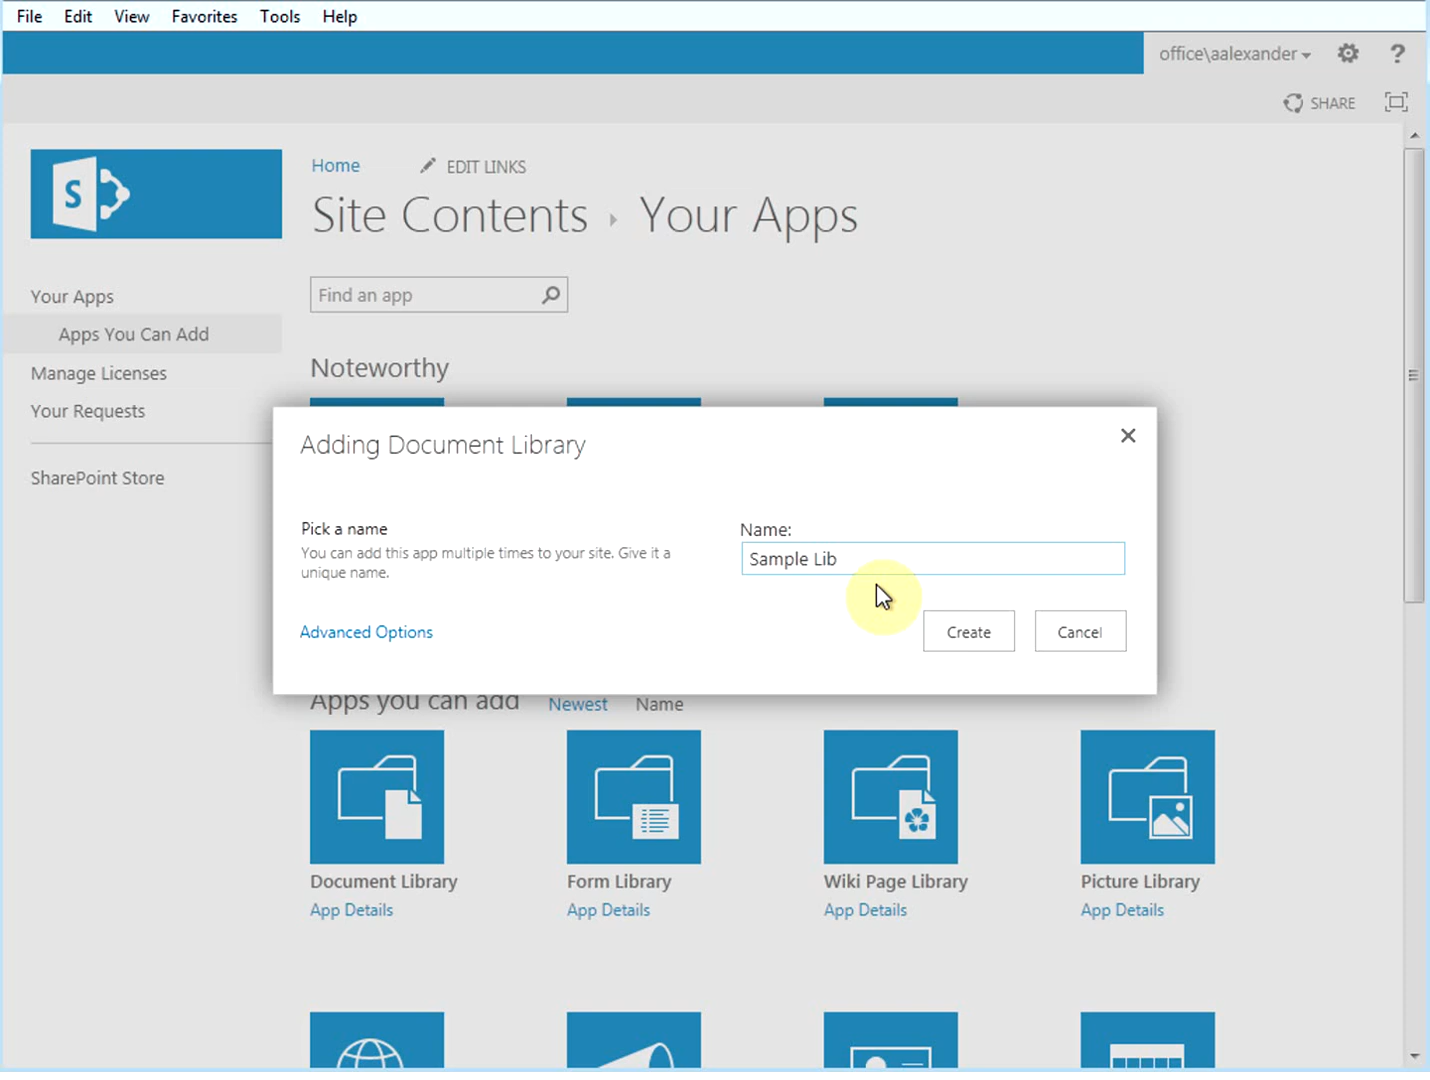 File Edit View Favorites Tools Help
office\aalexander
?
SHARE
S
Home EDIT LINKS
Site Contents Your Apps
Find an app
Your Apps
Apps You Can Add
Manage Licenses
Your Requests
SharePoint Store
Noteworthy
Adding Document Library
Pick a name
You can add this app multiple times to your site. Give it a
unique name.
Name:
Sample Lib
Advanced Options
Create Cancel
Apps you can add Newest Name
Document Library Form Library Wiki Page Library Picture Library
App Details App Details App Details App Details